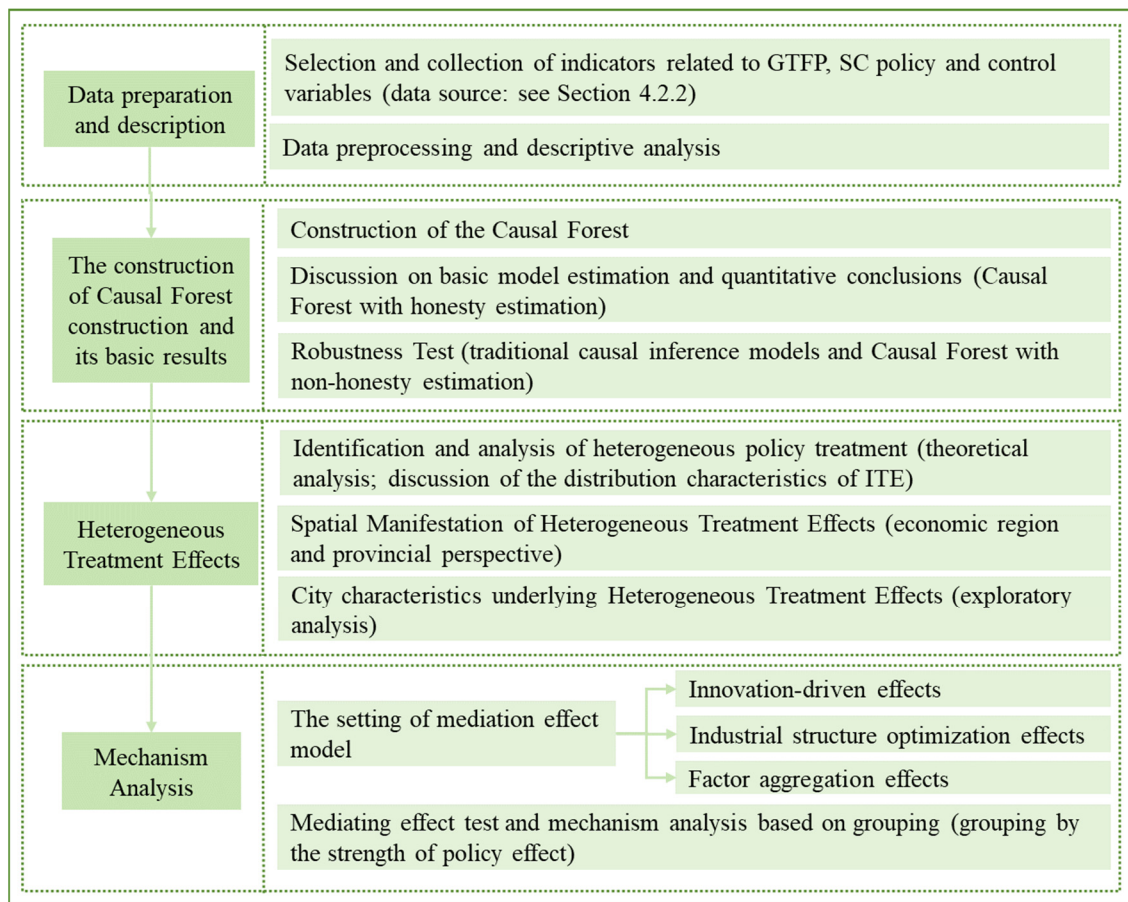 Data preparation
and description
Selection and collection of indicators related to GTFP, SC policy and control
variables (data source: see Section 4.2.2)
Data preprocessing and descriptive analysis
The construction
of Causal Forest
construction and
its basic results
Construction of the Causal Forest
Discussion on basic model estimation and quantitative conclusions (Causal
Forest with honesty estimation)
Robustness Test (traditional causal inference models and Causal Forest with
non-honesty estimation)
Heterogeneous
Treatment Effects
Identification and analysis of heterogeneous policy treatment (theoretical
analysis; discussion of the distribution characteristics of ITE)
Spatial Manifestation of Heterogeneous Treatment Effects (economic region
and provincial perspective)
City characteristics underlying Heterogeneous Treatment Effects (exploratory
analysis)
Mechanism
Analysis
The setting of mediation effect
model
Innovation-driven effects
Industrial structure optimization effects
Factor aggregation effects
Mediating effect test and mechanism analysis based on grouping (grouping by
the strength of policy effect)